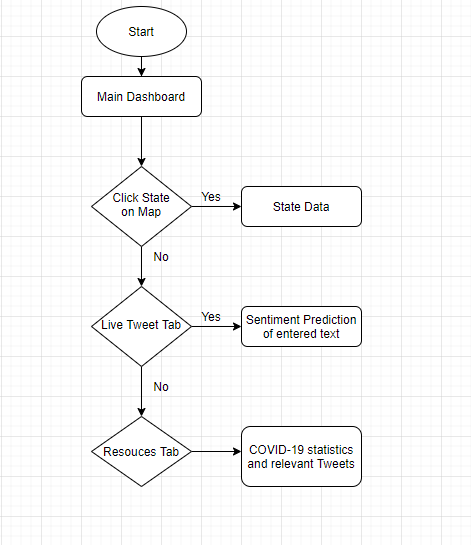 Start
Main Dashboard
Click State
on Map
Yes
State Data
No
Live Tweet Tab
Yes
Sentiment Prediction
of entered text
No
Resouces Tab
COVID-19 statistics
and relevant Tweets